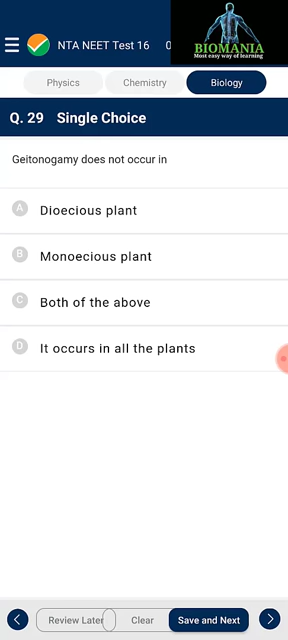 NTA NEET Test 16
0
BIOMANIA
Most easy way of learning
Physics
Chemistry
Biology
Q. 29 Single Choice
Geitonogamy does not occur in
A Dioecious plant
B Monoecious plant
C Both of the above
D It occurs in all the plants
Review Later
Clear
Save and Next